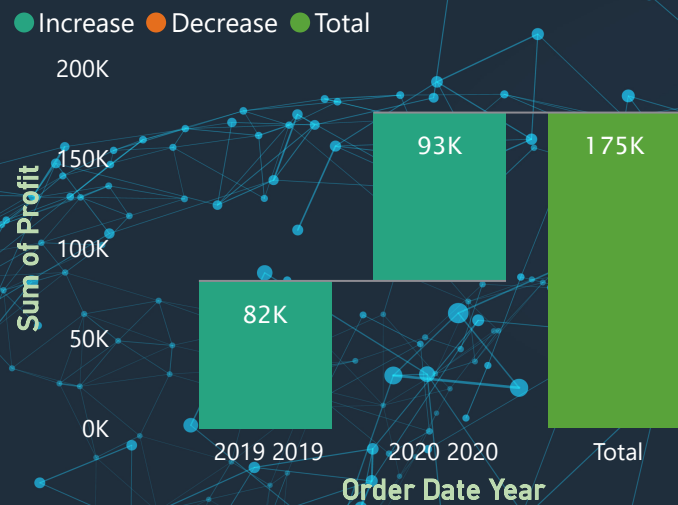 Increase Decrease Total
200K
150K
100K
50K
0K
Sum of Profit
82K
93K
175K
2019 2019
2020 2020
Total
Order Date Year